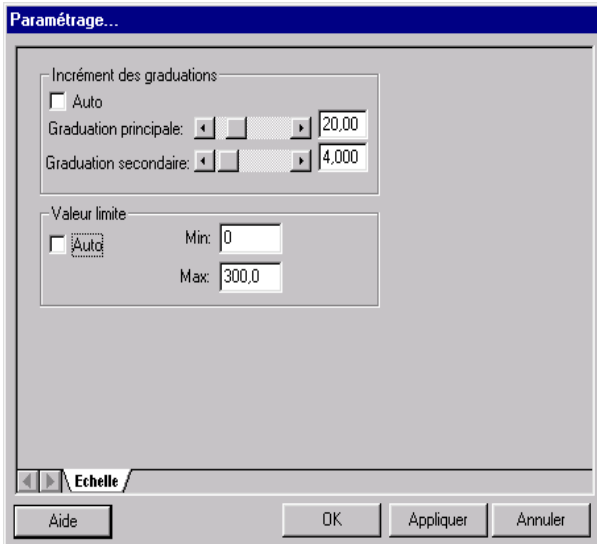 Paramétrage...
Incrément des graduations
Auto
Graduation principale: 20,00
Graduation secondaire: 4,000
Valeur limite
Auto Min: 0
Max: 300,0
Echelle
Aide OK Appliquer Annuler